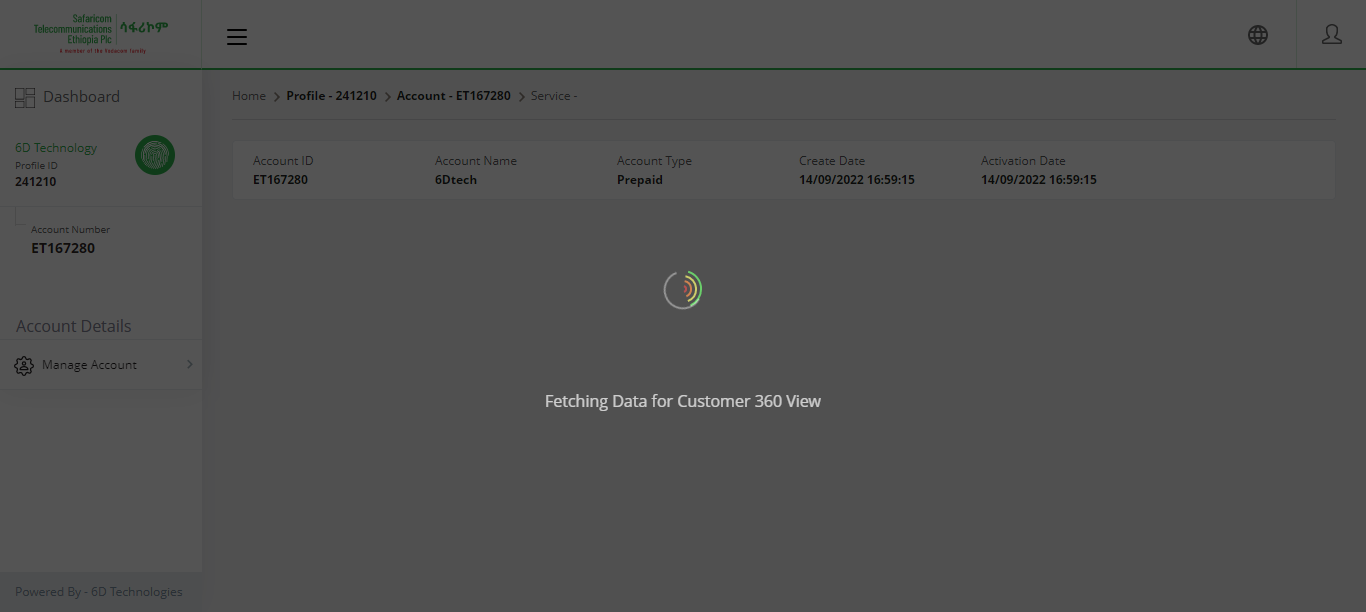 Safaricom
Telecommunications
Ethiopia Plc
ሳፋሪኮም
A member of the Vodacom family
Dashboard
Home > Profile - 241210 > Account - ET167280 > Service -
6D Technology
Profile ID
241210
Account ID Account Name Account Type Create Date Activation Date
ET167280 6Dtech Prepaid 14/09/2022 16:59:15 14/09/2022 16:59:15
Account Number
ET167280
Account Details
Manage Account
Fetching Data for Customer 360 View
Powered By - 6D Technologies